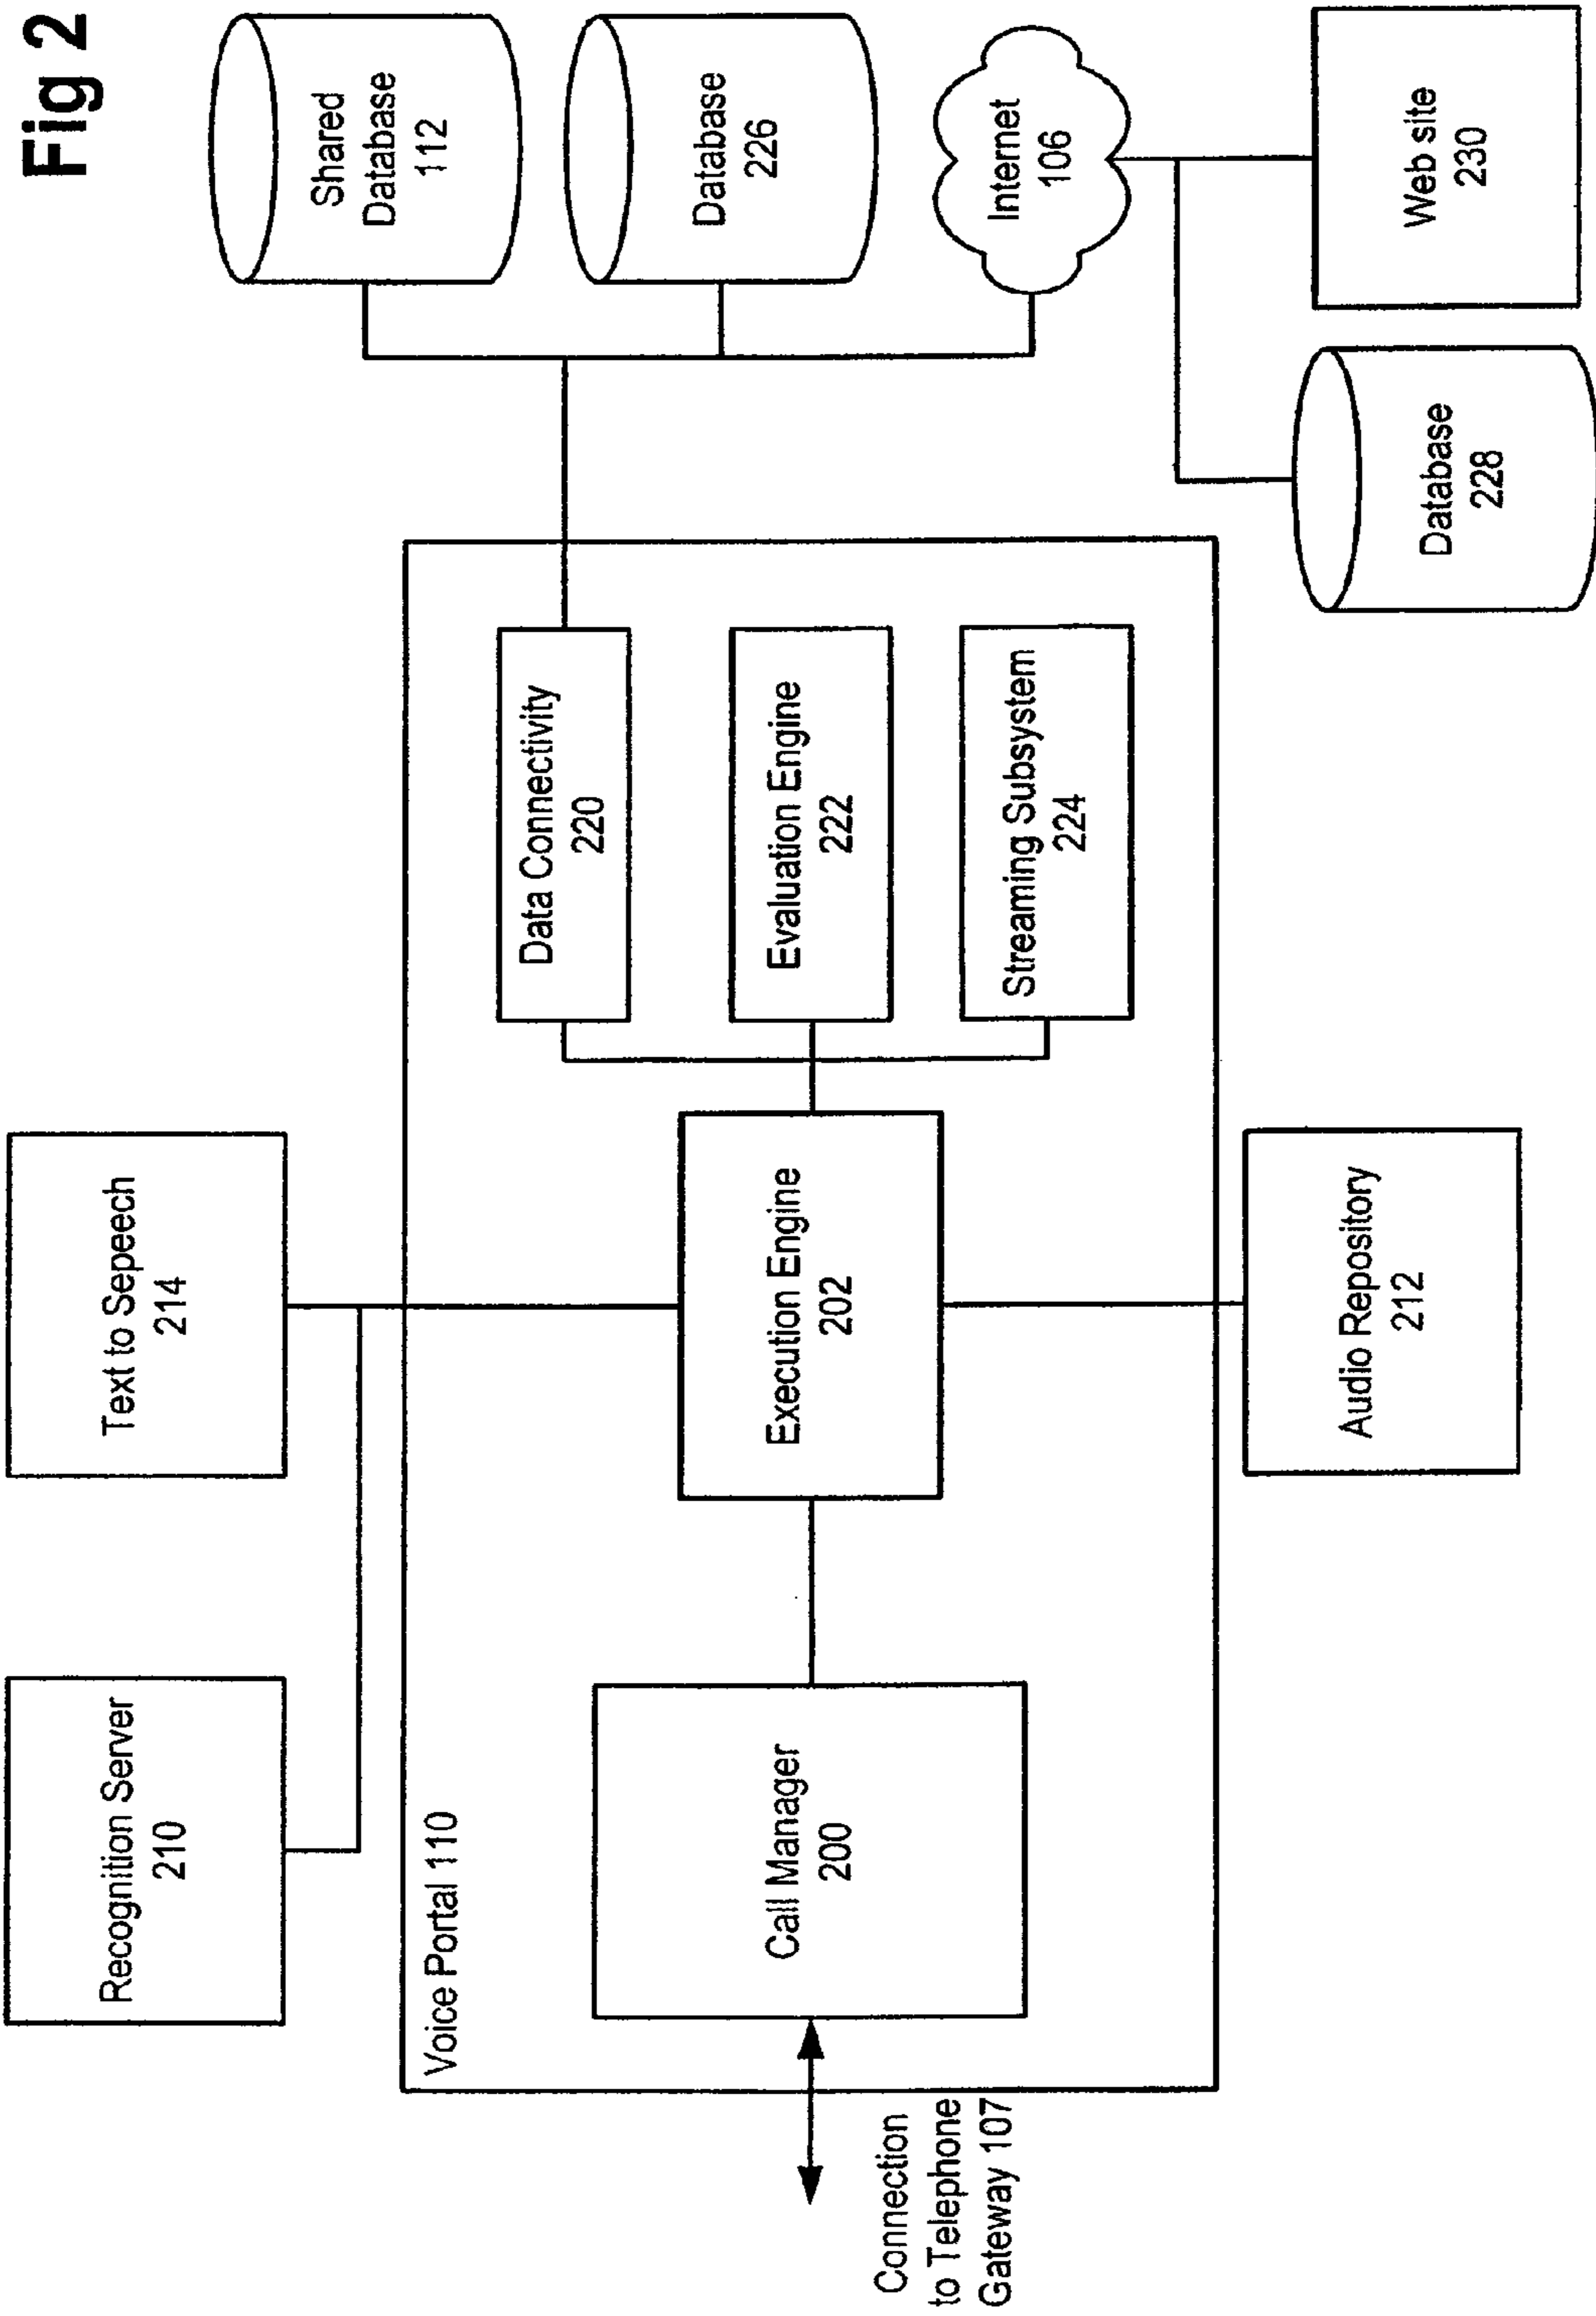 Fig 2
Recognition Server
210
Text to Sepeech
214
Shared
Database
112
Voice Portal 110
Data Connectivity
220
Database
226
Call Manager
200
Execution Engine
202
Evaluation Engine
222
Connection
to Telephone
Gateway 107
Streaming Subsystem
224
Internet
106
Audio Repository
212
Database
228
Web site
230